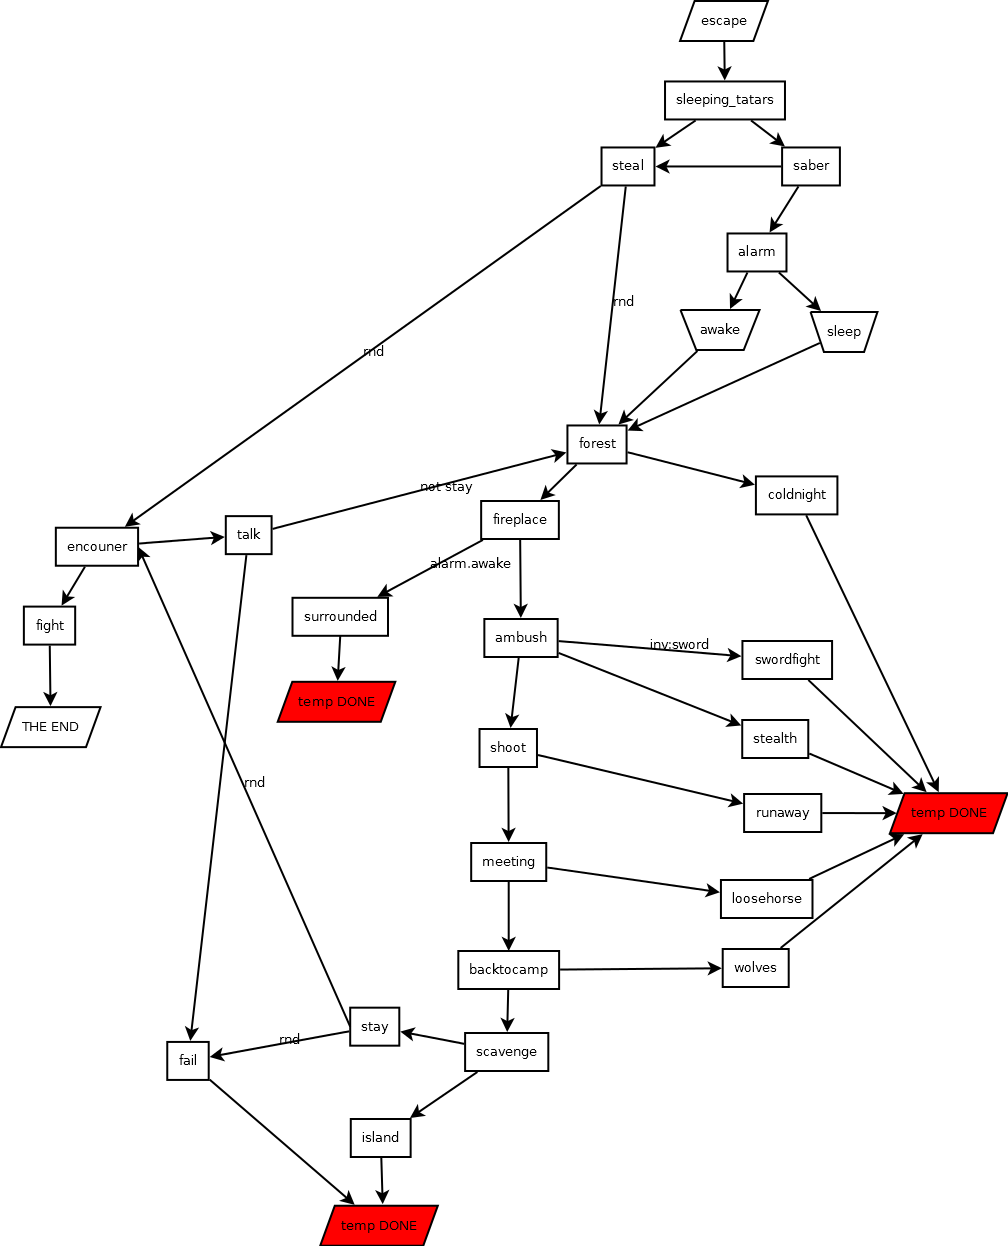 escape
sleeping_tatars
steal
saber
alarm
rnd
awake
sleep
rnd
forest
not stay
coldnight
fireplace
talk
encouner
alarm.awake
surrounded
fight
ambush
inv:sword
swordfight
temp DONE
THE END
shoot
stealth
rnd
runaway
temp DONE
meeting
loosehorse
backtocamp
wolves
stay
rnd
scavenge
fail
island
temp DONE